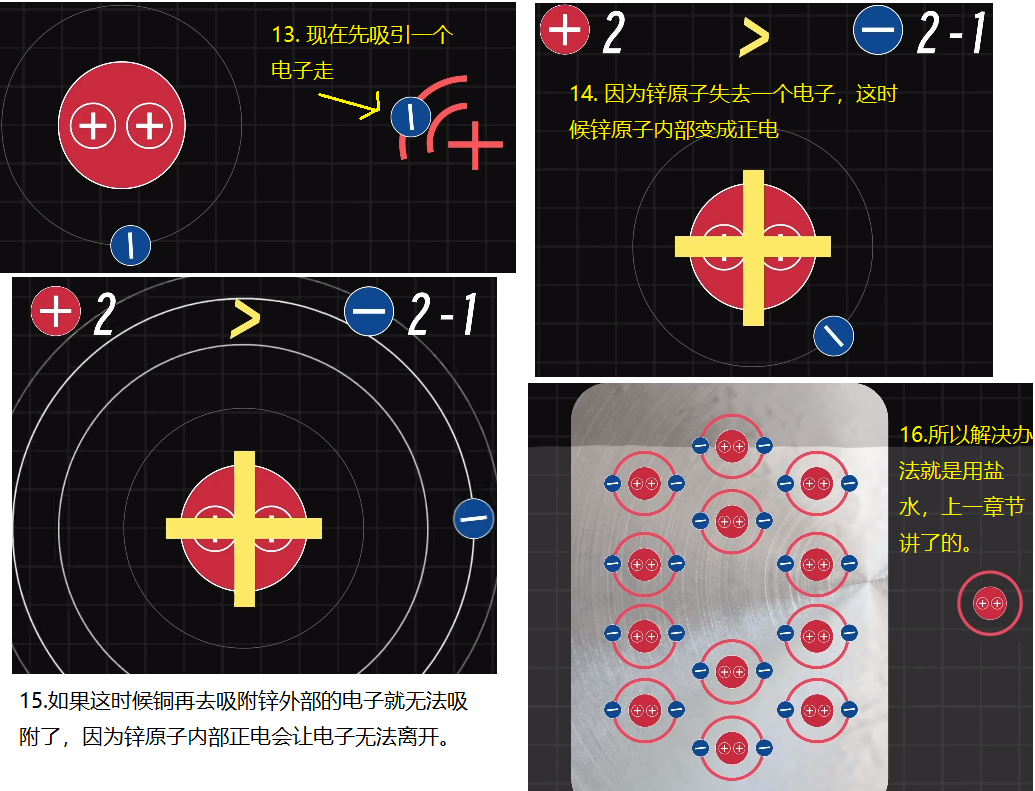 13. 现在先吸引一个
电子走
2 > 2-1
14. 因为锌原子失去一个电子，这时
候锌原子内部变成正电
2 > 2-1
15.如果这时候铜再去吸附锌外部的电子就无法吸
附了，因为锌原子内部正电会让电子无法离开。
16.所以解决办
法就是用盐
水，上一章节
讲了的。